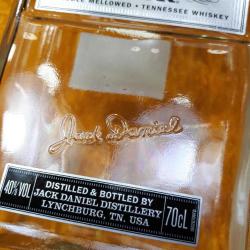 MELLOWED • TENNESSEE WHISKEY
Jack Daniel
40% VOL
DISTILLED & BOTTLED BY
JACK DANIEL DISTILLERY
LYNCHBURG, TN. USA
70cL